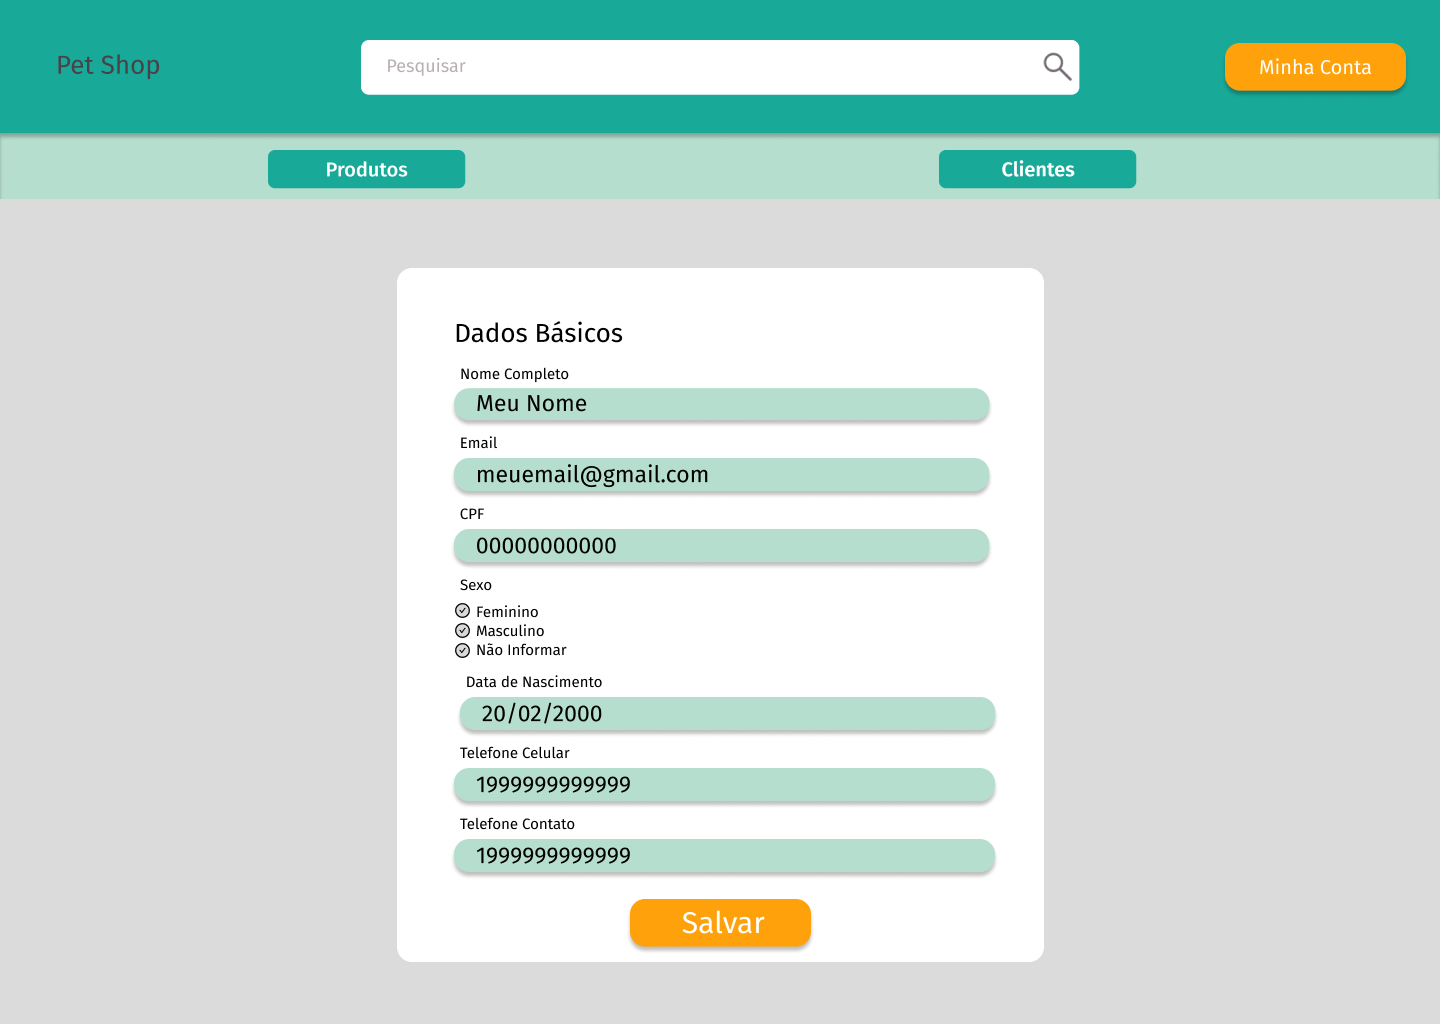 Pet Shop
Pesquisar
Minha Conta
Produtos
Clientes
Dados Básicos
Nome Completo
Meu Nome
Email
meuemail@gmail.com
CPF
00000000000
Sexo
Feminino
Masculino
Não Informar
Data de Nascimento
20/02/2000
Telefone Celular
1999999999999
Telefone Contato
1999999999999
Salvar